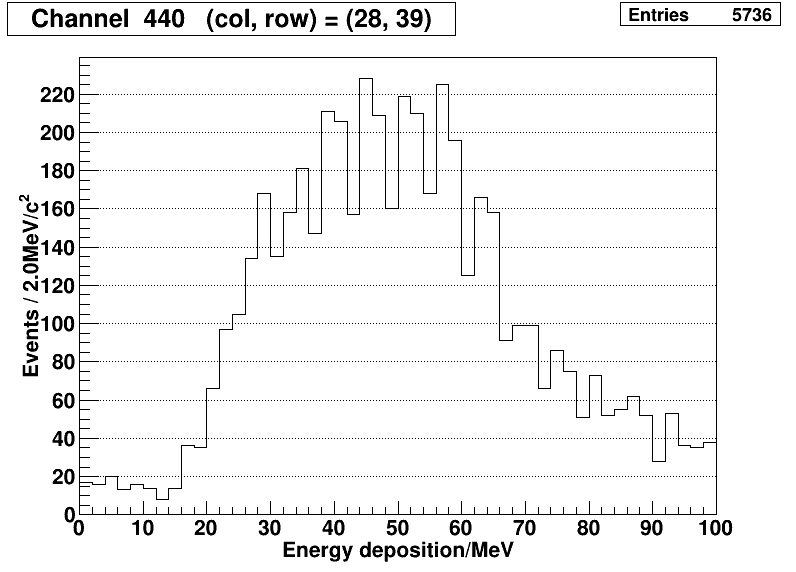 Channel 440 (col, row) = (28, 39)
Entries 5736
Events / 2.0MeV/c²
220
200
180
160
140
120
100
80
60
40
20
0
0 10 20 30 40 50 60 70 80 90 100
Energy deposition/MeV